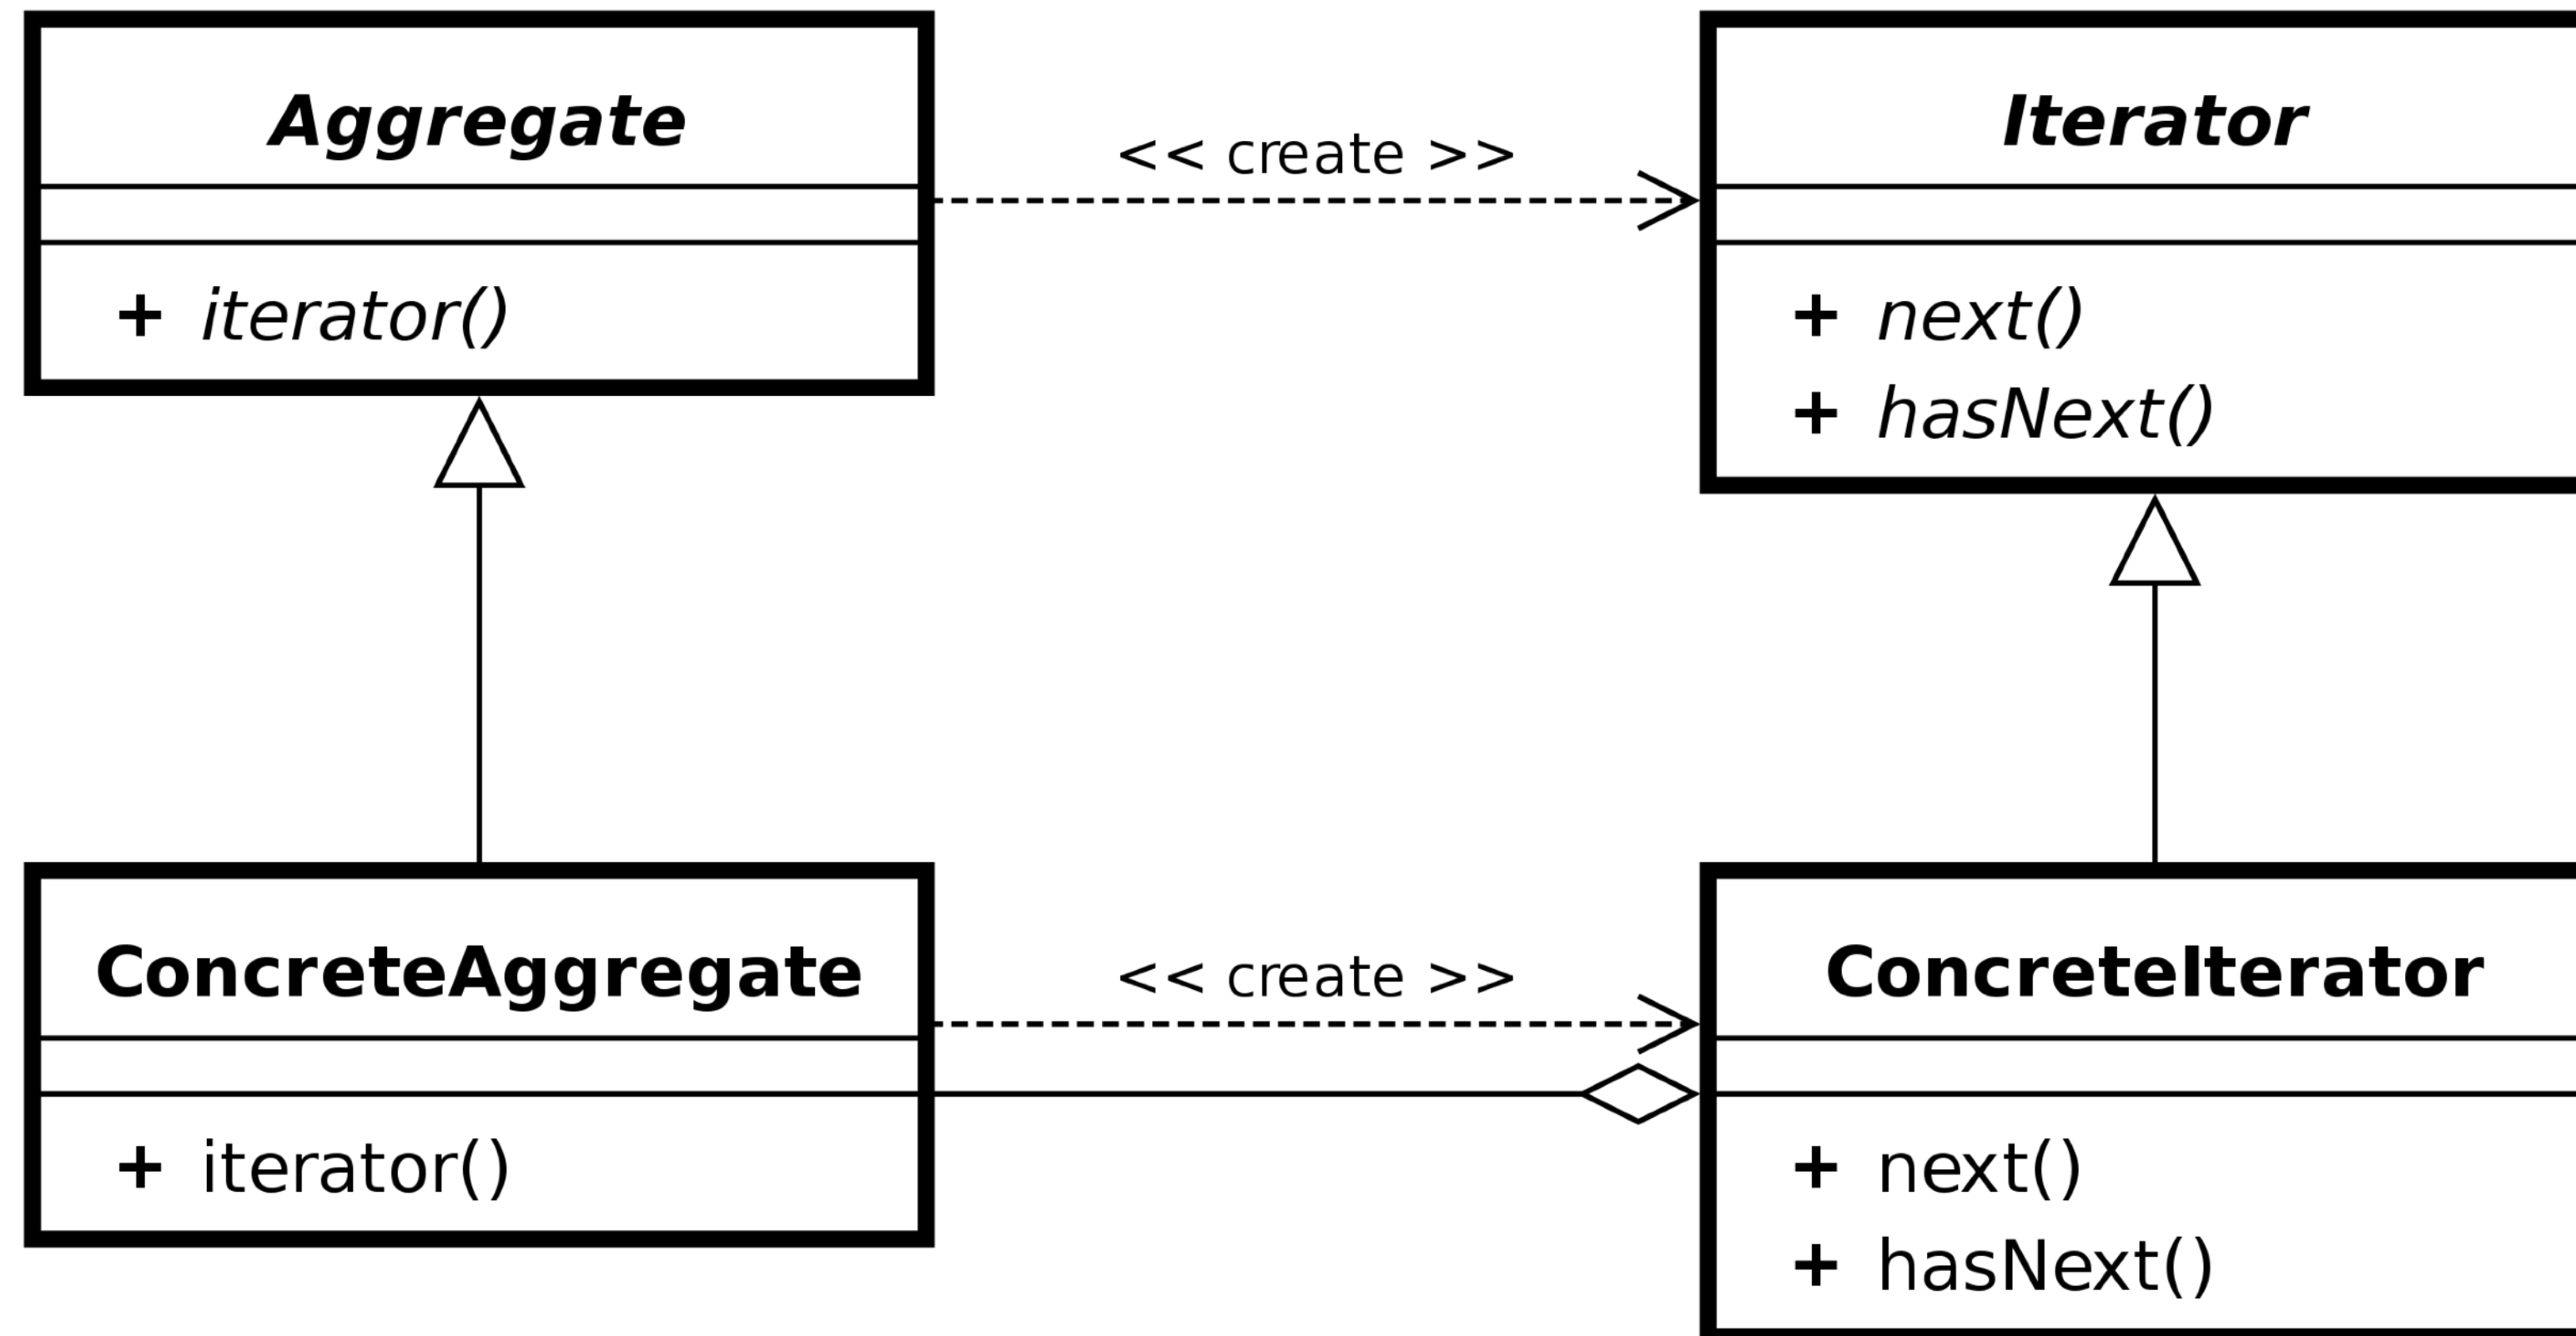 Aggregate
+ iterator()
<< create >>
Iterator
+ next()
+ hasNext()
ConcreteAggregate
+ iterator()
<< create >>
ConcreteIterator
+ next()
+ hasNext()